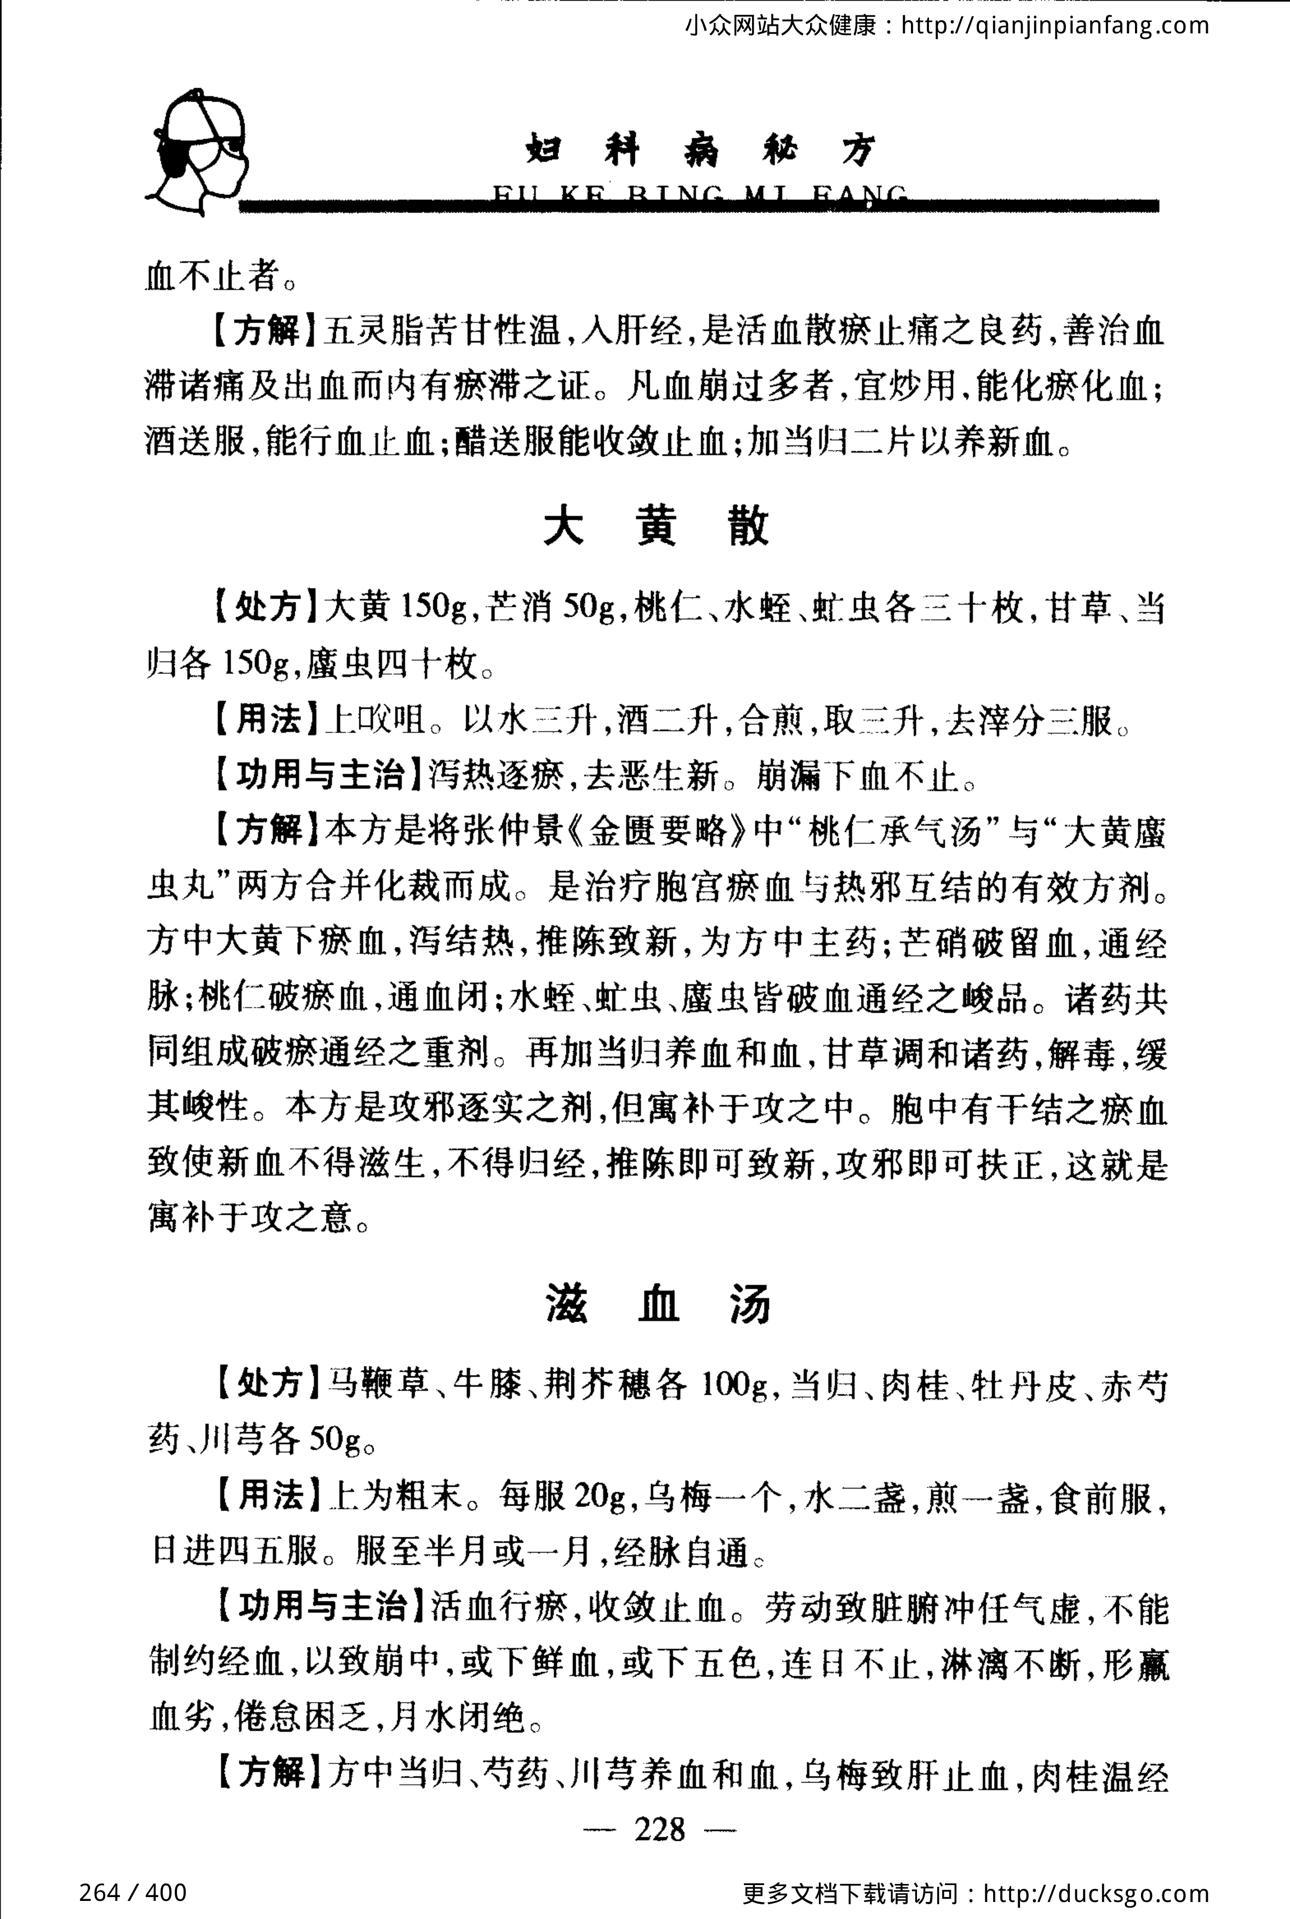 小众网站大众健康：http://qianjinpianfang.com
妇科病秘方
FU KE BING MI FANG
血不止者。
【方解】五灵脂苦甘性温,入肝经,是活血散瘀止痛之良药,善治血
滞诸痛及出血而内有瘀滞之证。凡血崩过多者,宜炒用,能化瘀化血;
酒送服,能行血止血;醋送服能收敛止血;加当归二片以养新血。
大黄散
【处方】大黄 150g,芒消 50g,桃仁、水蛭、虻虫各三十枚,甘草、当
归各 150g,䗪虫四十枚。
【用法】上㕮咀。以水三升,酒二升,合煎,取三升,去滓分三服。
【功用与主治】泻热逐瘀,去恶生新。崩漏下血不止。
【方解】本方是将张仲景《金匮要略》中“桃仁承气汤”与“大黄䗪
虫丸”两方合并化裁而成。是治疗胞宫瘀血与热邪互结的有效方剂。
方中大黄下瘀血,泻结热,推陈致新,为方中主药;芒硝破留血,通经
脉;桃仁破瘀血,通血闭;水蛭、虻虫、䗪虫皆破血通经之峻品。诸药共
同组成破瘀通经之重剂。再加当归养血和血,甘草调和诸药,解毒,缓
其峻性。本方是攻邪逐实之剂,但寓补于攻之中。胞中有干结之瘀血
致使新血不得滋生,不得归经,推陈即可致新,攻邪即可扶正,这就是
寓补于攻之意。
滋血汤
【处方】马鞭草、牛膝、荆芥穗各 100g,当归、肉桂、牡丹皮、赤芍
药、川芎各 50g。
【用法】上为粗末。每服 20g,乌梅一个,水二盏,煎一盏,食前服,
日进四五服。服至半月或一月,经脉自通。
【功用与主治】活血行瘀,收敛止血。劳动致脏腑冲任气虚,不能
制约经血,以致崩中,或下鲜血,或下五色,连日不止,淋漓不断,形羸
血劣,倦怠困乏,月水闭绝。
【方解】方中当归、芍药、川芎养血和血,乌梅致肝止血,肉桂温经
— 228 —
264 / 400
更多文档下载请访问：http://ducksgo.com